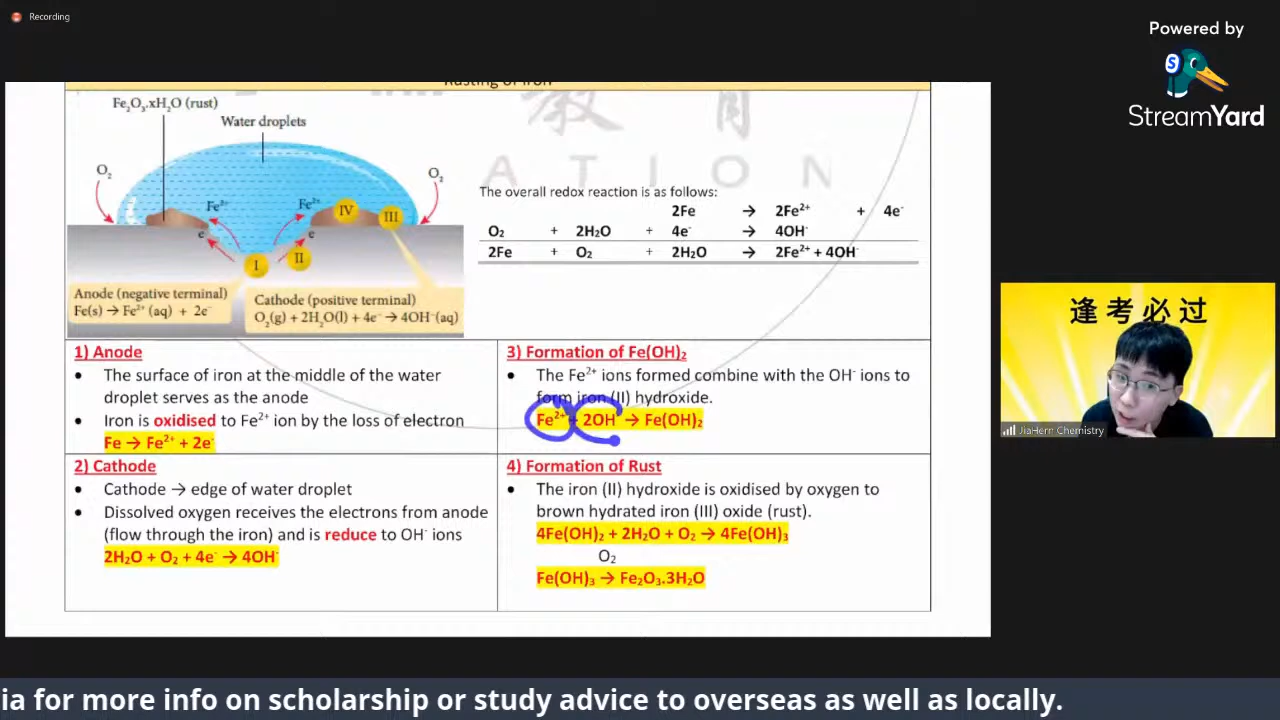 Recording
Powered by
StreamYard
Rusting of Iron
教 育
A T I O N
Fe₂O₃.xH₂O (rust)
Water droplets
O₂
O₂
Fe²⁺
Fe²⁺
IV
III
e⁻
e⁻
I
II
Anode (negative terminal)
Fe(s) → Fe²⁺ (aq) + 2e⁻
Cathode (positive terminal)
O₂(g) + 2H₂O(l) + 4e⁻ → 4OH⁻(aq)
The overall redox reaction is as follows:
2Fe → 2Fe²⁺ + 4e⁻
O₂ + 2H₂O + 4e⁻ → 4OH⁻
2Fe + O₂ + 2H₂O → 2Fe²⁺ + 4OH⁻
1) Anode
• The surface of iron at the middle of the water
droplet serves as the anode
• Iron is oxidised to Fe²⁺ ion by the loss of electron
Fe → Fe²⁺ + 2e⁻
2) Cathode
• Cathode → edge of water droplet
• Dissolved oxygen receives the electrons from anode
(flow through the iron) and is reduce to OH⁻ ions
2H₂O + O₂ + 4e⁻ → 4OH⁻
3) Formation of Fe(OH)₂
• The Fe²⁺ ions formed combine with the OH⁻ ions to
form iron (II) hydroxide.
Fe²⁺ + 2OH⁻ → Fe(OH)₂
4) Formation of Rust
• The iron (II) hydroxide is oxidised by oxygen to
brown hydrated iron (III) oxide (rust).
4Fe(OH)₂ + 2H₂O + O₂ → 4Fe(OH)₃
O₂
Fe(OH)₃ → Fe₂O₃.3H₂O
逢考必过
JiaHern Chemistry
ia for more info on scholarship or study advice to overseas as well as locally.